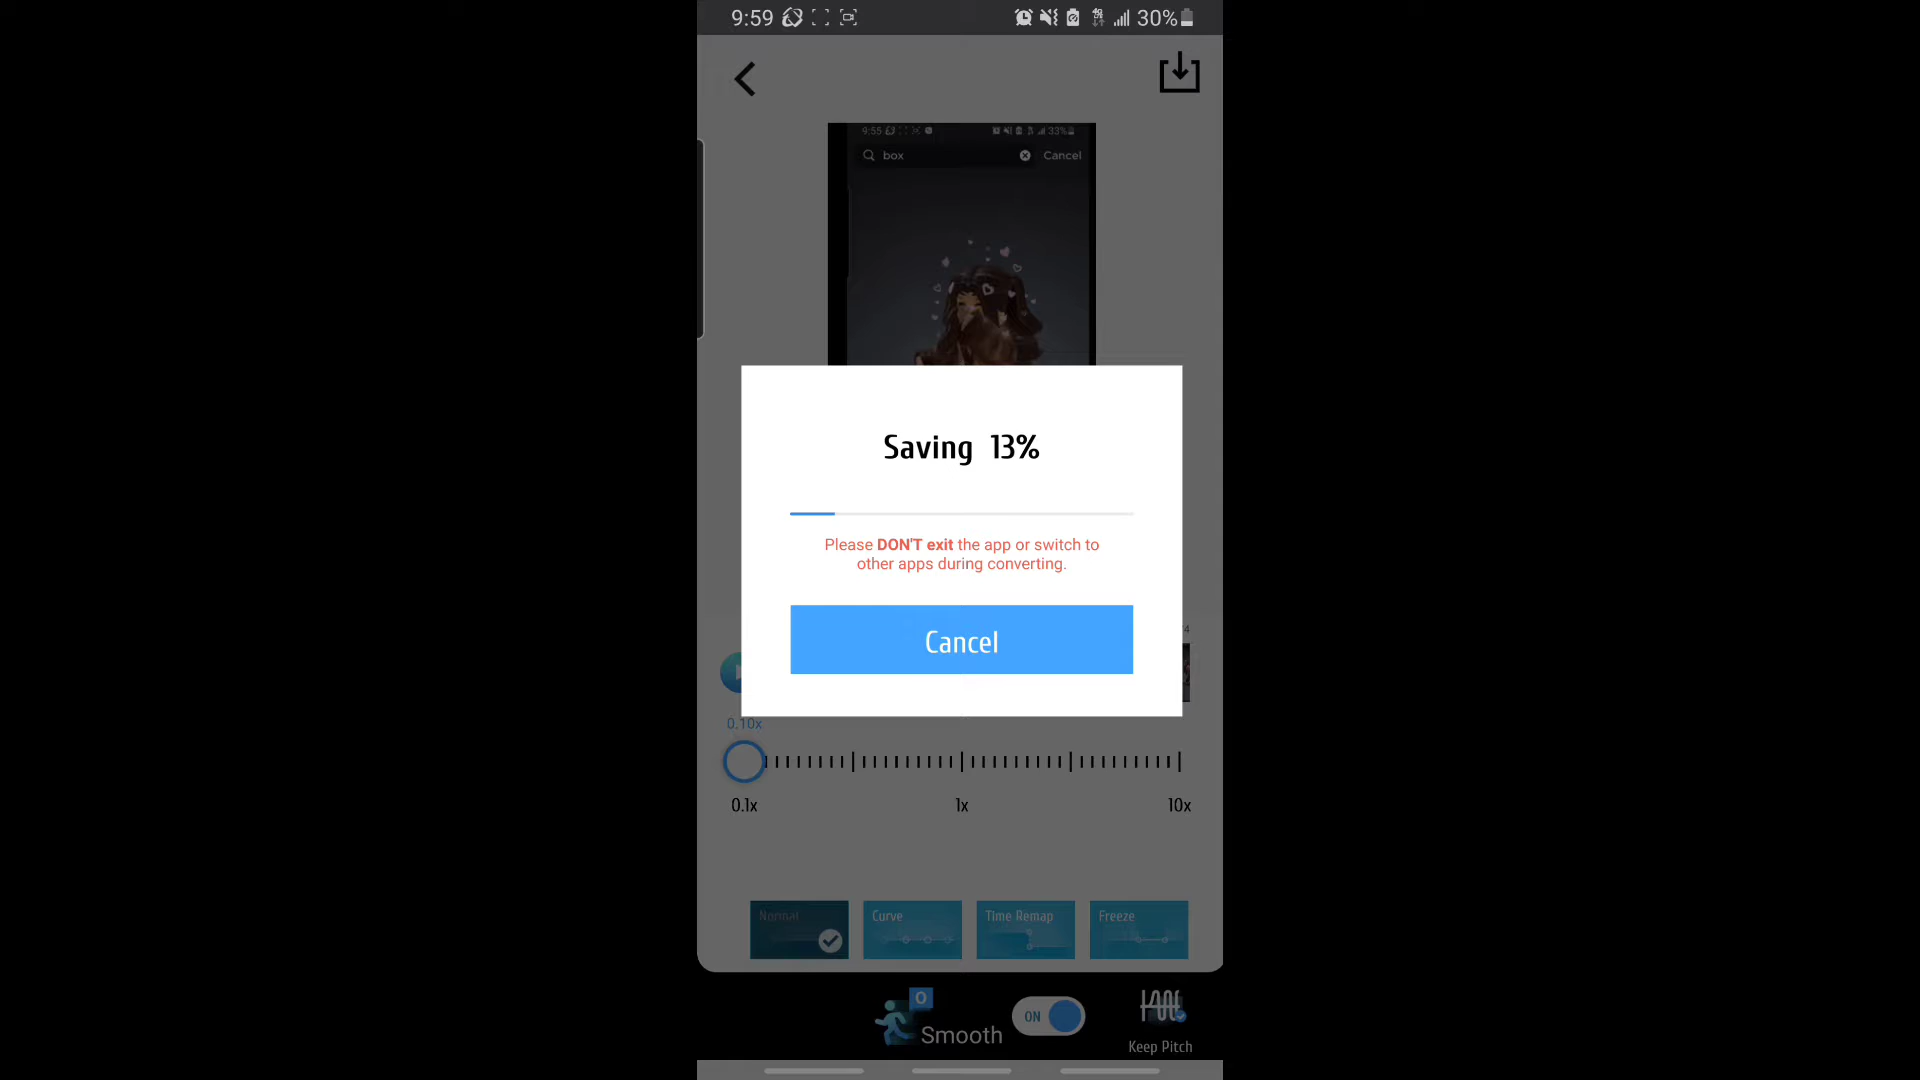 9:59 30%
9:55 33%
box Cancel
Saving 13%
Please DON'T exit the app or switch to
other apps during converting.
Cancel
0.10x
0.1x 1x 10x
Normal Curve Time Remap Freeze
Smooth ON
Keep Pitch